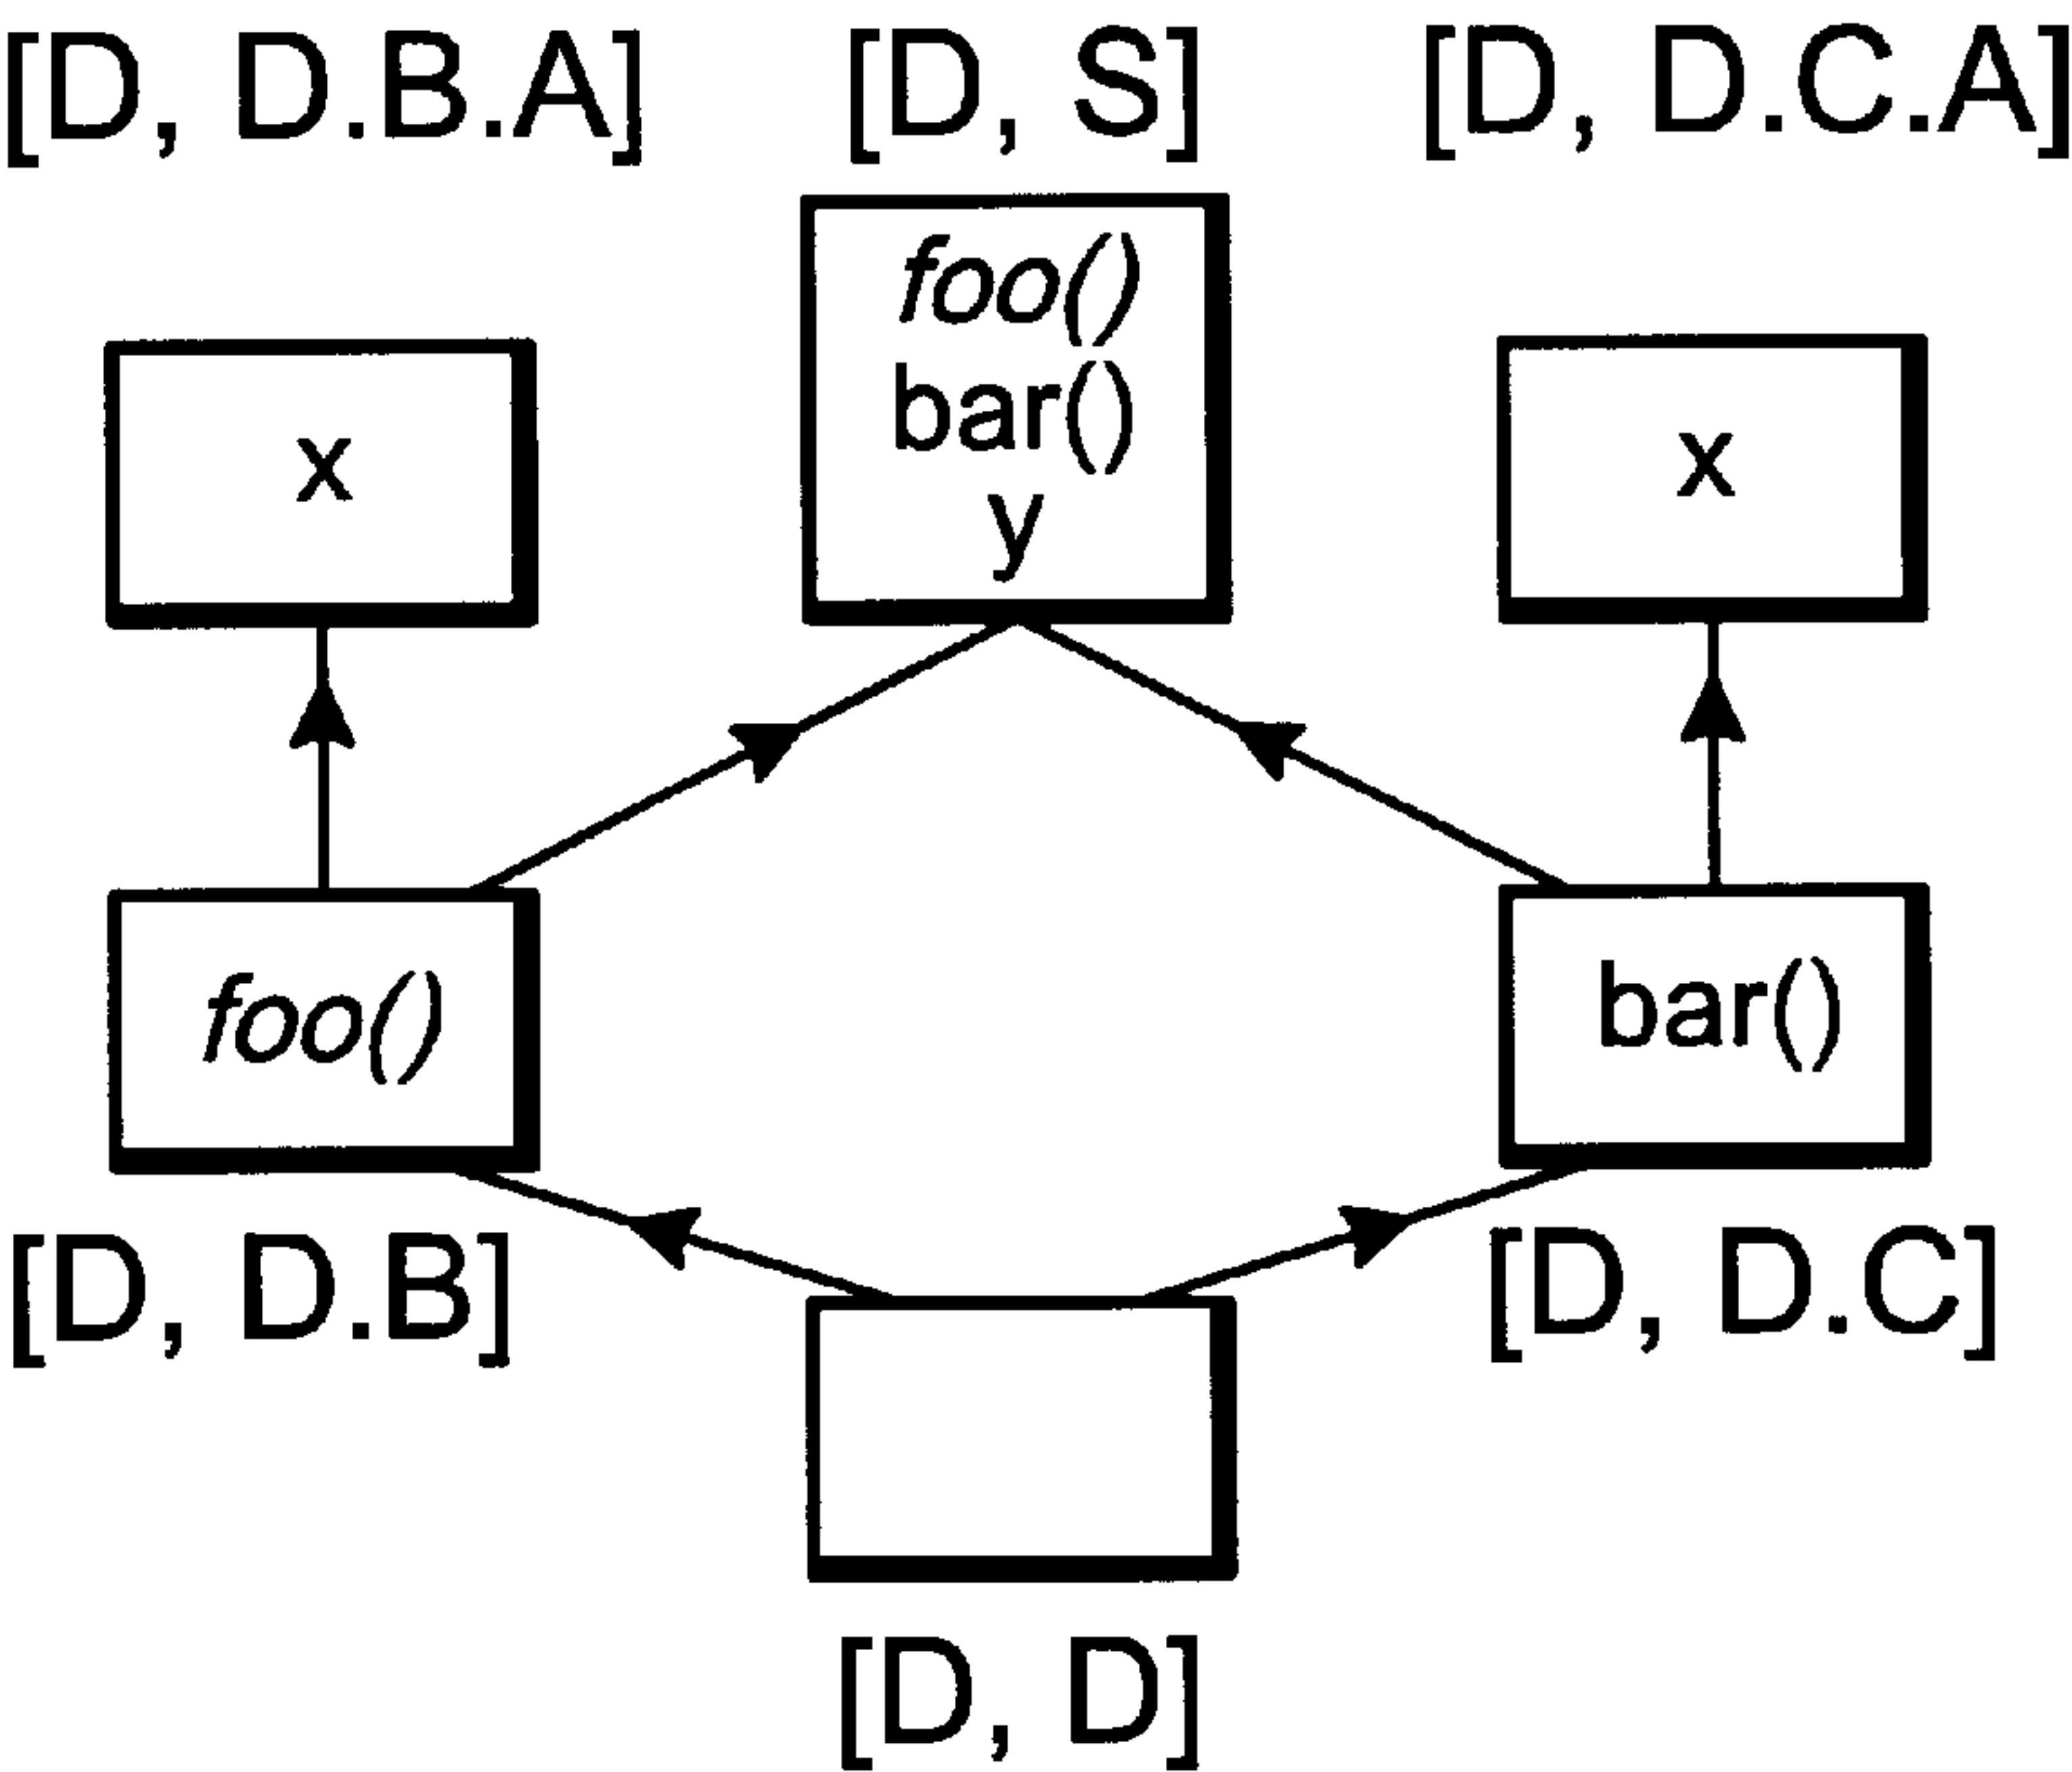 [D, D.B.A] [D, S] [D, D.C.A]
foo()
bar()
y
x
x
foo()
bar()
[D, D.B]
[D, D.C]
[D, D]